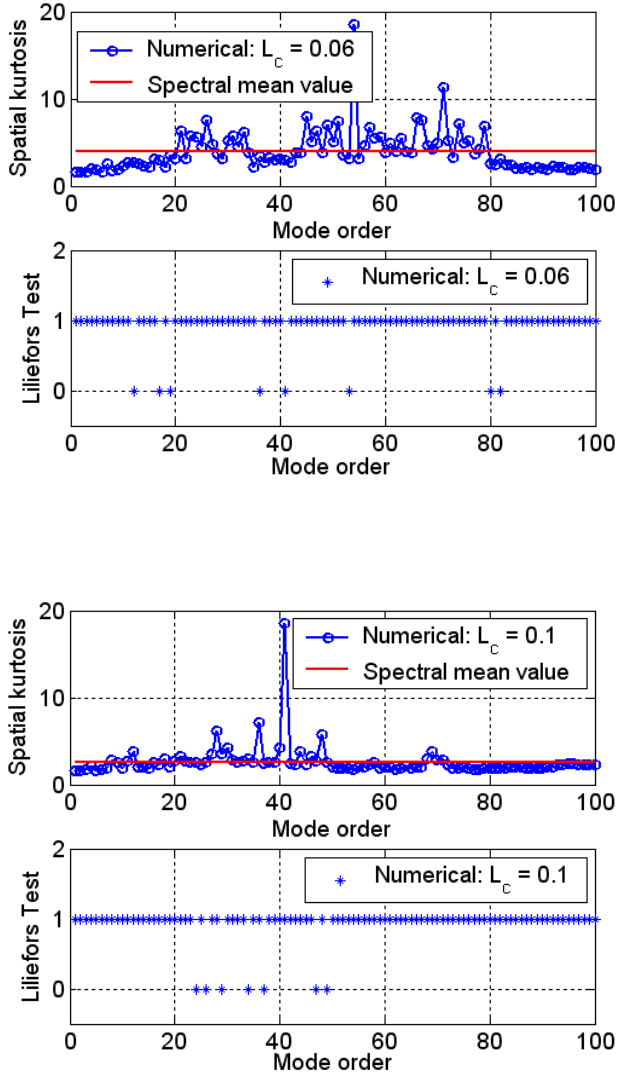 20
10
0
Spatial kurtosis
Numerical: L_c = 0.06
Spectral mean value
0 20 40 60 80 100
Mode order
2
1
0
Liliefors Test
Numerical: L_c = 0.06
0 20 40 60 80 100
Mode order
20
10
0
Spatial kurtosis
Numerical: L_c = 0.1
Spectral mean value
0 20 40 60 80 100
Mode order
2
1
0
Liliefors Test
Numerical: L_c = 0.1
0 20 40 60 80 100
Mode order